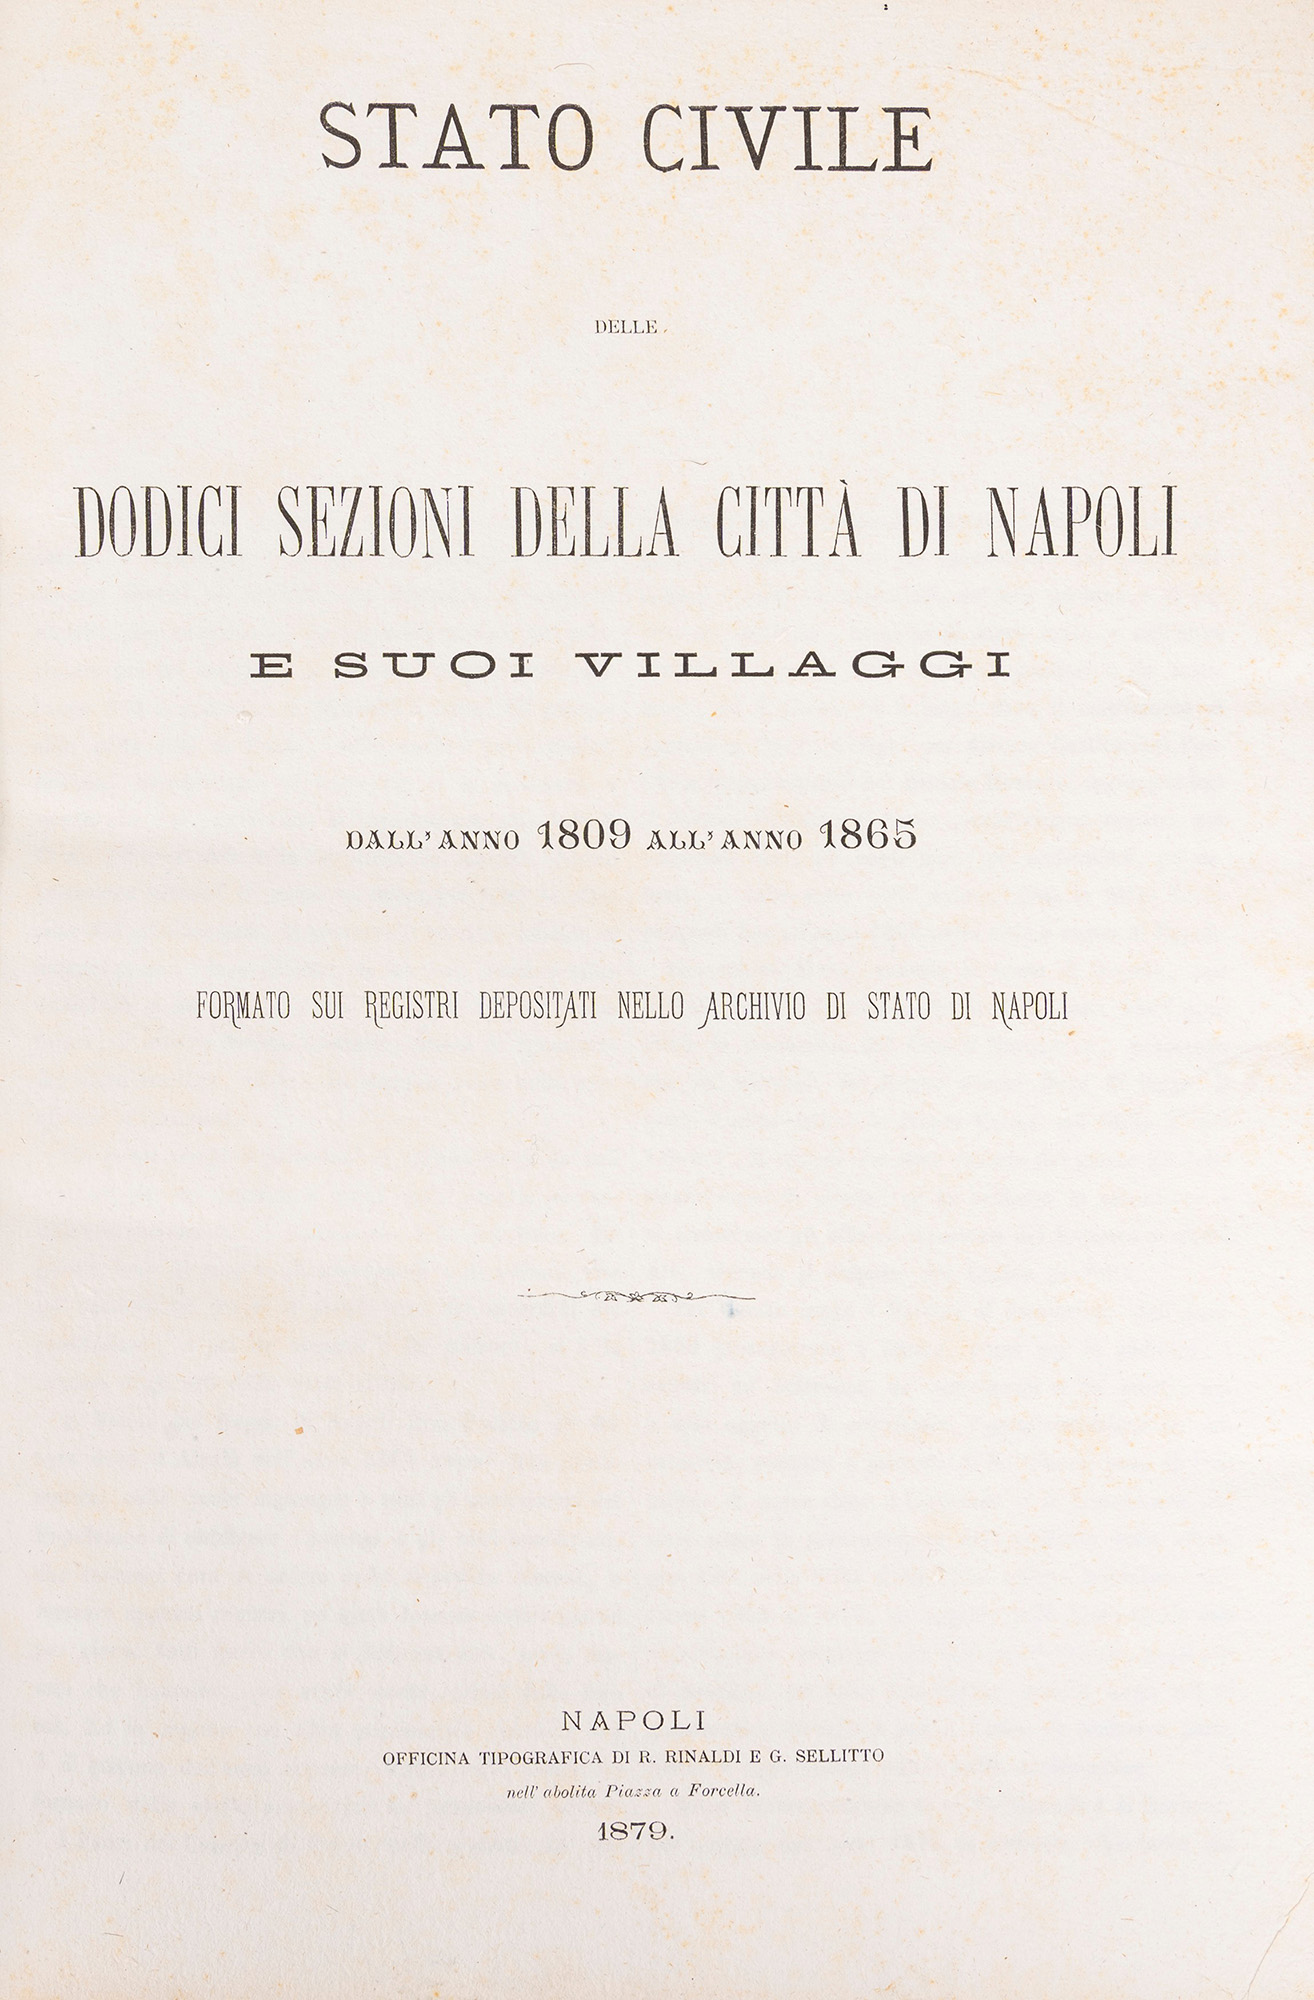 STATO CIVILE
DELLE
DODICI SEZIONI DELLA CITTÀ DI NAPOLI
E SUOI VILLAGGI
DALL'ANNO 1809 ALL'ANNO 1865
FORMATO SUI REGISTRI DEPOSITATI NELLO ARCHIVIO DI STATO DI NAPOLI
NAPOLI
OFFICINA TIPOGRAFICA DI R. RINALDI E G. SELLITTO
nell' abolita Piazza a Forcella.
1879.